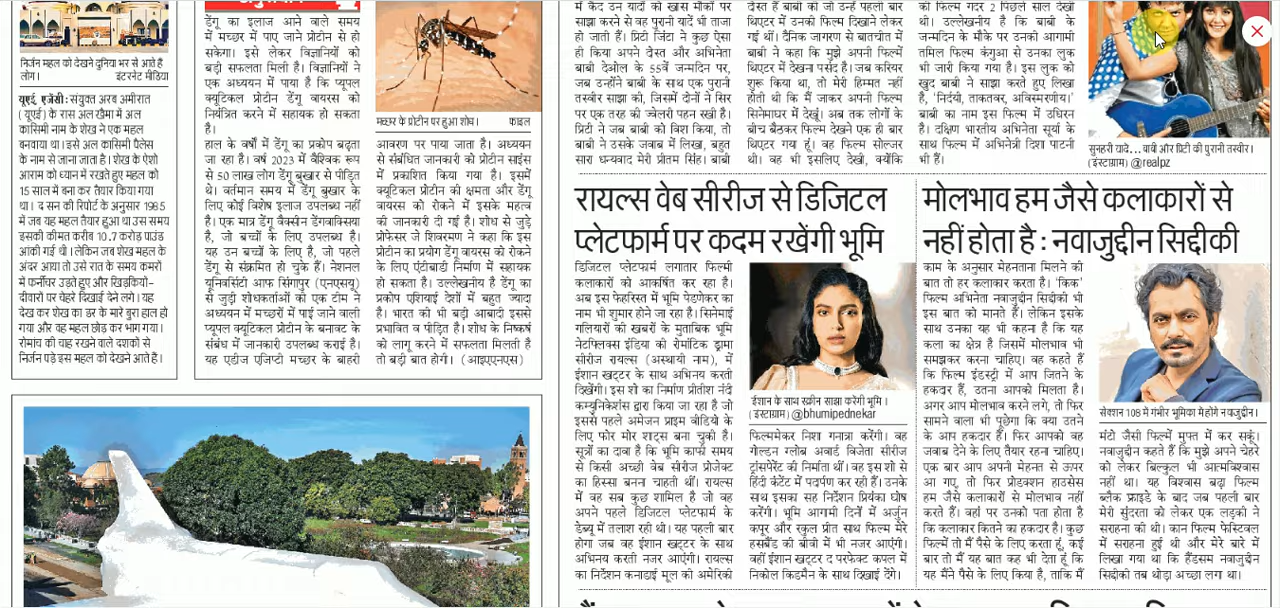 निर्जन महल को देखने दुनिया भर से आते हैं
लोग। इंटरनेट मीडिया
यूएई, एजेंसी : संयुक्त अरब अमीरात
(यूएई) के रास अल खैमा में अल
कासिमी नाम के शेख ने एक महल
बनवाया था। इसे अल कासिमी पैलेस
के नाम से जाना जाता है। शेख के ऐशो
आराम को ध्यान में रखते हुए महल को
15 साल में बना कर तैयार किया गया
था। द सन की रिपोर्ट के अनुसार 1985
में जब यह महल तैयार हुआ था उस समय
इसकी कीमत करीब 10.7 करोड़ पाउंड
आंकी गई थी। लेकिन जब शेख महल के
अंदर आया तो उसे रात के समय कमरों
में फर्नीचर उड़ते हुए और खिड़कियों-
दीवारों पर चेहरे दिखाई देने लगे। यह
देख कर शेख का डर के मारे बुरा हाल हो
गया और वह महल छोड़ कर भाग गया।
रोमांच की चाह रखने वाले दशकों से
निर्जन पड़े इस महल को देखने आते हैं।
डेंगू का इलाज आने वाले समय
में मच्छर में पाए जाने प्रोटीन से हो
सकेगा। इसे लेकर विज्ञानियों को
बड़ी सफलता मिली है। विज्ञानियों ने
एक अध्ययन में पाया है कि प्यूपल
क्यूटिकल प्रोटीन डेंगू वायरस को
नियंत्रित करने में सहायक हो सकता
है।
हाल के वर्षों में डेंगू का प्रकोप बढ़ता
जा रहा है। वर्ष 2023 में वैश्विक रूप
से 50 लाख लोग डेंगू बुखार से पीड़ित
थे। वर्तमान समय में डेंगू बुखार के
लिए कोई विशेष इलाज उपलब्ध नहीं
है। एक मात्र डेंगू वैक्सीन डेंगवाक्सिया
है, जो बच्चों के लिए उपलब्ध है।
यह उन बच्चों के लिए है, जो पहले
डेंगू से संक्रमित हो चुके हैं। नेशनल
यूनिवर्सिटी आफ सिंगापुर (एनएसयू)
से जुड़ी शोधकर्ताओं की एक टीम ने
अध्ययन में मच्छरों में पाई जाने वाली
प्यूपल क्यूटिकल प्रोटीन के बनावट के
संबंध में जानकारी उपलब्ध कराई है।
यह एडीज एजिप्टी मच्छर के बाहरी
मच्छर के प्रोटीन पर हुआ शोध। फाइल
आवरण पर पाया जाता है। अध्ययन
से संबंधित जानकारी को प्रोटीन साइंस
में प्रकाशित किया गया है। इसमें
क्यूटिकल प्रोटीन की क्षमता और डेंगू
वायरस को रोकने में इसके महत्व
की जानकारी दी गई है। शोध से जुड़े
प्रोफेसर जे शिवरमण ने कहा कि इस
प्रोटीन का प्रयोग डेंगू वायरस को रोकने
के लिए एंटीबाडी निर्माण में सहायक
हो सकता है। उल्लेखनीय है डेंगू का
प्रकोप एशियाई देशों में बहुत ज्यादा
है। भारत की भी बड़ी आबादी इससे
प्रभावित व पीड़ित है। शोध के निष्कर्ष
को लागू करने में सफलता मिलती है
तो बड़ी बात होगी। (आइएएनएस)
में कैद उन यादों को खास मौकों पर
साझा करने से वह पुरानी यादें भी ताजा
हो जाती हैं। प्रिटी जिंटा ने कुछ ऐसा
ही किया अपने दोस्त और अभिनेता
बाबी देओल के 55वें जन्मदिन पर,
जब उन्होंने बाबी के साथ एक पुरानी
तस्वीर साझा की, जिसमें दोनों ने सिर
पर एक तरह की ज्वेलरी पहन रखी है।
प्रिटी ने जब बाबी को विश किया, तो
बाबी ने उसके जवाब में लिखा, बहुत
सारा धन्यवाद मेरी प्रीतम सिंह। बाबी
दोस्त हैं बाबी की जो उन्हें पहली बार
थिएटर में उनकी फिल्म दिखाने लेकर
गई थीं। दैनिक जागरण से बातचीत में
बाबी ने कहा कि मुझे अपनी फिल्में
थिएटर में देखना पसंद है। जब करियर
शुरू किया था, तो मेरी हिम्मत नहीं
होती थी कि मैं जाकर अपनी फिल्म
सिनेमाघर में देखूं। अब तक लोगों के
बीच बैठकर फिल्म देखने एक ही बार
थिएटर गया हूं। वह फिल्म सोल्जर
थी। वह भी इसलिए देखी, क्योंकि
की फिल्म गदर 2 पिछले साल देखी
थी। उल्लेखनीय है कि बाबी के
जन्मदिन के मौके पर उनकी आगामी
तमिल फिल्म कंगुआ से उनका लुक
भी जारी किया गया है। इस लुक को
खुद बाबी ने साझा करते हुए लिखा
है, 'निर्दयी, ताकतवर, अविस्मरणीय।'
बाबी का नाम इस फिल्म में उधिरन
है। दक्षिण भारतीय अभिनेता सूर्या के
साथ फिल्म में अभिनेत्री दिशा पाटनी
भी हैं।
सुनहरी यादें... बाबी और प्रिटी की पुरानी तस्वीर।
(इंस्टाग्राम) @realpz
रायल्स वेब सीरीज से डिजिटल
प्लेटफार्म पर कदम रखेंगी भूमि
डिजिटल प्लेटफार्म लगातार फिल्मी
कलाकारों को आकर्षित कर रहा है।
अब इस फेहरिस्त में भूमि पेडणेकर का
नाम भी शुमार होने जा रहा है। सिनेमाई
गलियारों की खबरों के मुताबिक भूमि
नेटफ्लिक्स इंडिया की रोमांटिक ड्रामा
सीरीज रायल्स (अस्थायी नाम), में
ईशान खट्टर के साथ अभिनय करती
दिखेंगी। इस शो का निर्माण प्रीतीश नंदी
कम्युनिकेशंस द्वारा किया जा रहा है जो
इससे पहले अमेजन प्राइम वीडियो के
लिए फोर मोर शाट्स बना चुकी है।
सूत्रों का दावा है कि भूमि काफी समय
से किसी अच्छी वेब सीरीज प्रोजेक्ट
का हिस्सा बनना चाहती थीं। रायल्स
में वह सब कुछ शामिल है जो वह
अपने पहले डिजिटल प्लेटफार्म के
डेब्यू में तलाश रही थी। यह पहली बार
होगा जब वह ईशान खट्टर के साथ
अभिनय करती नजर आएंगी। रायल्स
का निर्देशन कनाडाई मूल की अमेरिकी
'ईशान के साथ स्क्रीन साझा करेंगी भूमि।
(इंस्टाग्राम) @bhumipednekar
फिल्ममेकर निशा गनात्रा करेंगी। वह
गोल्डन ग्लोब अवार्ड विजेता सीरीज
ट्रांसपेरेंट की निर्माता थीं। वह इस शो से
हिंदी कंटेंट में पदार्पण कर रही हैं। उनके
साथ इसका सह निर्देशन प्रियंका घोष
करेंगी। भूमि आगामी दिनों में अर्जुन
कपूर और रकुल प्रीत साथ फिल्म मेरे
हसबैंड की बीवी में भी नजर आएंगी।
वहीं ईशान खट्टर द परफेक्ट कपल में
निकोल किडमैन के साथ दिखाई देंगे।
मोलभाव हम जैसे कलाकारों से
नहीं होता है : नवाजुद्दीन सिद्दीकी
काम के अनुसार मेहनताना मिलने की
बात तो हर कलाकार करता है। 'किक'
फिल्म अभिनेता नवाजुद्दीन सिद्दीकी भी
इस बात को मानते हैं। लेकिन इसके
साथ उनका यह भी कहना है कि यह
कला का क्षेत्र है जिसमें मोलभाव भी
समझकर करना चाहिए। वह कहते हैं
कि फिल्म इंडस्ट्री में आप जितने के
हकदार हैं, उतना आपको मिलता है।
अगर आप मोलभाव करने लगे, तो फिर
सामने वाला भी पूछेगा कि क्या उतने
के आप हकदार हैं। फिर आपको वह
जवाब देने के लिए तैयार रहना चाहिए।
एक बार आप अपनी मेहनत से ऊपर
आ गए, तो फिर प्रोडक्शन हाउसेस
हम जैसे कलाकारों से मोलभाव नहीं
करते हैं। वहां पर उनको पता होता है
कि कलाकार कितने का हकदार है। कुछ
फिल्में तो मैं पैसे के लिए करता हूं, कई
बार तो मैं यह बात कह भी देता हूं कि
यह मैंने पैसे के लिए किया है, ताकि मैं
सेक्शन 108 में गंभीर भूमिका में होंगे नवाजुद्दीन।
मंटो जैसी फिल्में मुफ्त में कर सकूं।
नवाजुद्दीन कहते हैं कि मुझे अपने चेहरे
को लेकर बिल्कुल भी आत्मविश्वास
नहीं था। यह विश्वास बढ़ा फिल्म
ब्लैक फ्राइडे के बाद जब पहली बार
मेरी सुंदरता को लेकर एक लड़की ने
सराहना की थी। कान फिल्म फेस्टिवल
में सराहना हुई थी और मेरे बारे में
लिखा गया था कि हैंडसम नवाजुद्दीन
सिद्दीकी तब थोड़ा अच्छा लगा था।